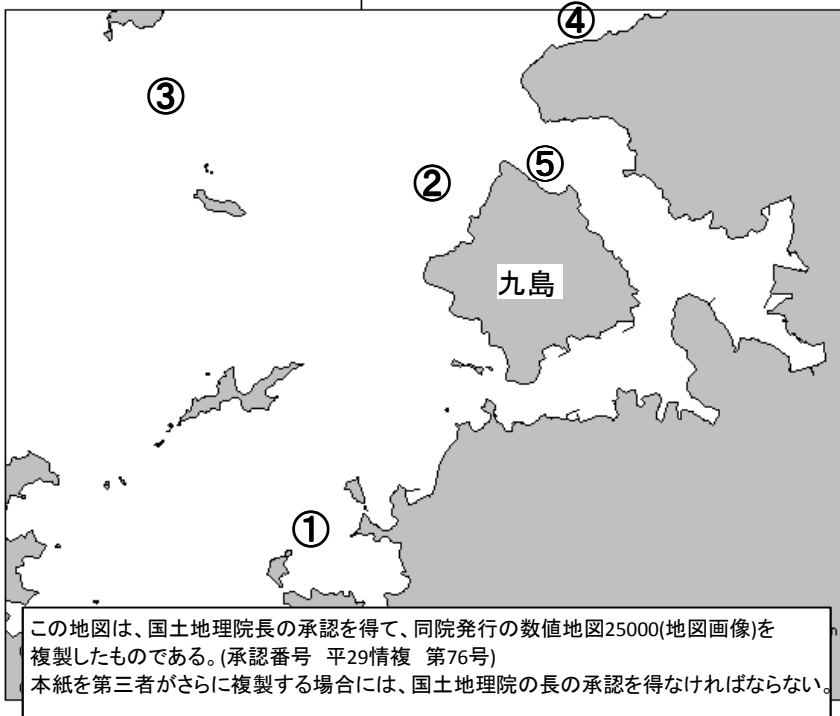 ④
③
⑤
②
九島
①
この地図は、国土地理院長の承認を得て、同院発行の数値地図25000(地図画像)を
複製したものである。(承認番号 平29情複 第76号)
本紙を第三者がさらに複製する場合には、国土地理院の長の承認を得なければならない。